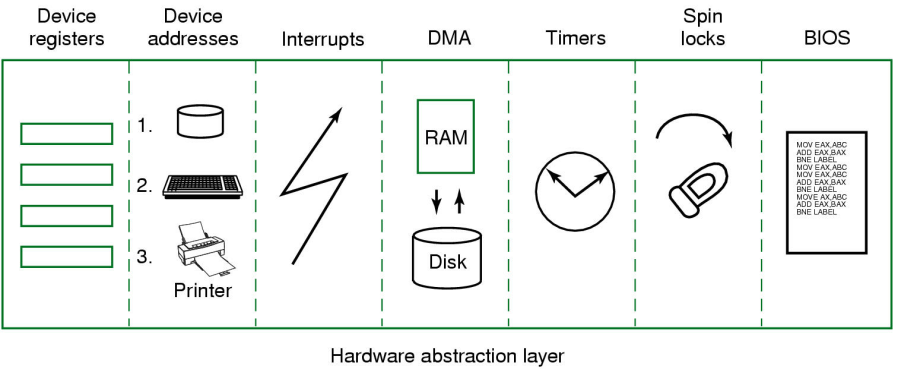 Device
registers
Device
addresses
Interrupts
DMA
Timers
Spin
locks
BIOS
1.
2.
3.
Printer
RAM
Disk
MOV EAX,ABC
ADD EAX,BAX
BNE LABEL
MOV EAX,ABC
MOV EAX,ABC
ADD EAX,BAX
BNE LABEL
MOVE AX,ABC
ADD EAX,BAX
BNE LABEL
Hardware abstraction layer